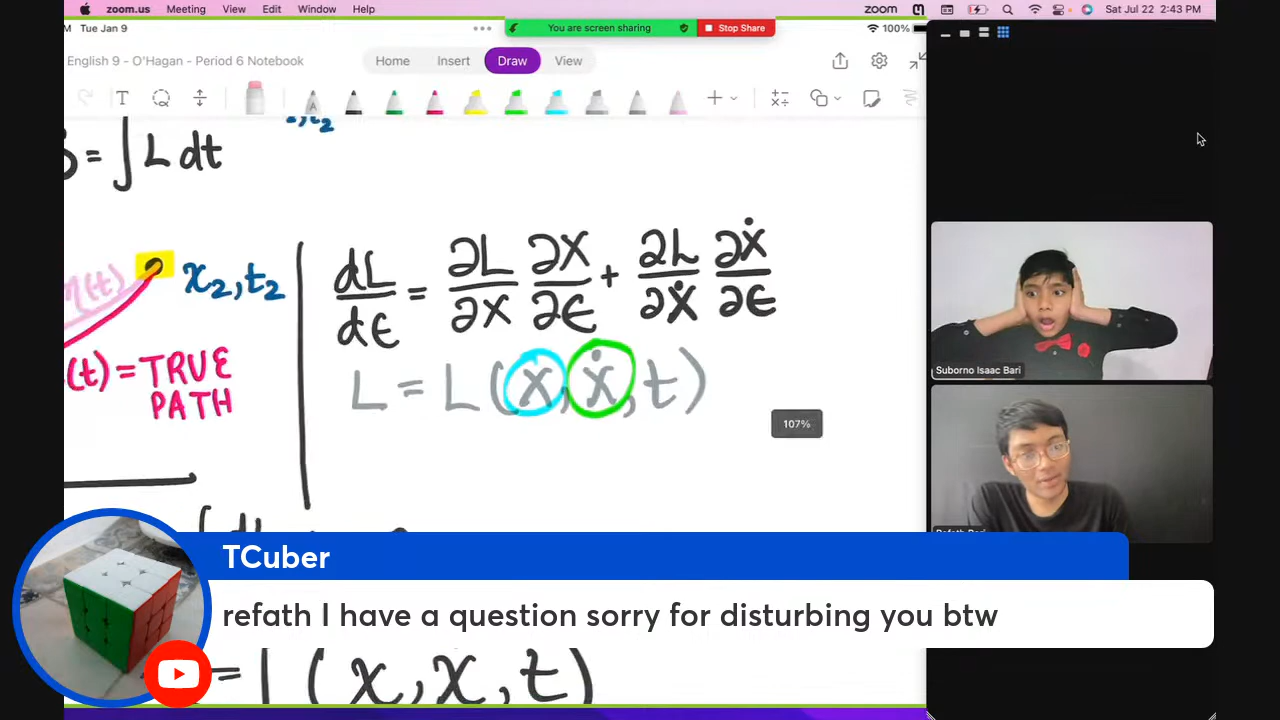 zoom.us Meeting View Edit Window Help zoom Sat Jul 22 2:43 PM
You are screen sharing Stop Share
M Tue Jan 9 100%
English 9 - O'Hagan - Period 6 Notebook Home Insert Draw View
= ∫ L dt
η(t)
x₂, t₂
dL/dϵ = ∂L/∂x ∂x/∂ϵ + ∂L/∂ẋ ∂ẋ/∂ϵ
(t) = TRUE
PATH
L = L(x, ẋ, t)
107%
Suborno Isaac Bari
TCuber
refath I have a question sorry for disturbing you btw
(x, ẋ, t)